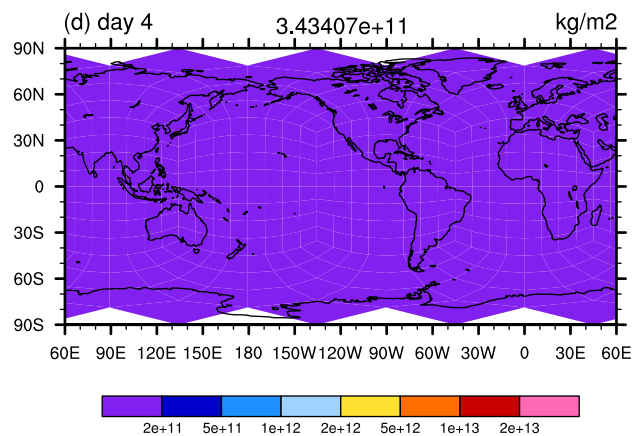 (d) day 4 3.43407e+11 kg/m2
90N
60N
30N
0
30S
60S
90S
60E 90E 120E 150E 180 150W 120W 90W 60W 30W 0 30E 60E
2e+11 5e+11 1e+12 2e+12 5e+12 1e+13 2e+13